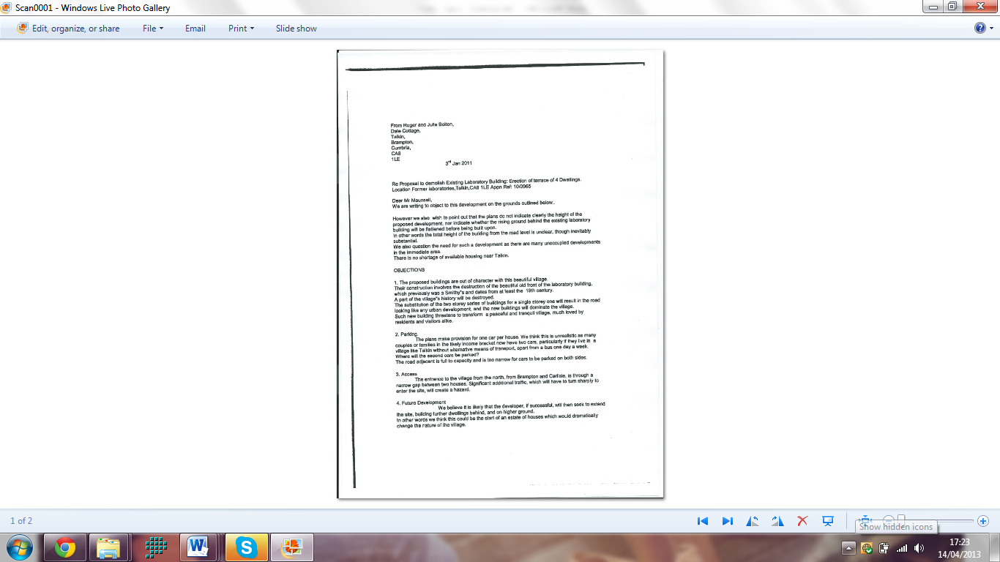 Scan0001 - Windows Live Photo Gallery
Edit, organize, or share File Email Print Slide show
From Roger and Julie Bolton,
Dale Cottage,
Talkin,
Brampton,
Cumbria,
CA8
1LE
3rd Jan 2011
Re Proposal to demolish Existing Laboratory Building: Erection of terrace of 4 Dwellings.
Location Former laboratories,Talkin,CA8 1LE Appn Ref: 10/0965
Dear Mr Maunsell,
We are writing to object to this development on the grounds outlined below..
However we also wish to point out that the plans do not indicate clearly the height of the
proposed development, nor indicate whether the rising ground behind the existing laboratory
building will be flattened before being built upon.
In other words the total height of the building from the road level is unclear, though inevitably
substantial.
We also question the need for such a development as there are many unoccupied developments
in the immediate area.
There is no shortage of available housing near Talkin.
OBJECTIONS
1. The proposed buildings are out of character with this beautiful village.
Their construction involves the destruction of the beautiful old front of the laboratory building,
which previously was a Smithy"s and dates from at least the 19th century.
A part of the village"s history will be destroyed.
The substitution of the two storey series of buildings for a single storey one will result in the road
looking like any urban development, and the new buildings will dominate the village.
Such new building threatens to transform a peaceful and tranquil village, much loved by
residents and visitors alike.
2. Parking.
The plans make provision for one car per house. We think this is unrealistic as many
couples or families in the likely income bracket now have two cars, particularly if they live in a
village like Talkin without alternative means of transport, apart from a bus one day a week.
Where will the second cars be parked?
The road adjacent is full to capacity and is too narrow for cars to be parked on both sides.
3. Access
The entrance to the village from the north, from Brampton and Carlisle, is through a
narrow gap between two houses. Significant additional traffic, which will have to turn sharply to
enter the site, will create a hazard.
4. Future Development
We believe it is likely that the developer, if successful, will then seek to extend
the site, building further dwellings behind, and on higher ground.
In other words we think this could be the start of an estate of houses which would dramatically
change the nature of the village.
1 of 2
Show hidden icons
17:23
14/04/2013